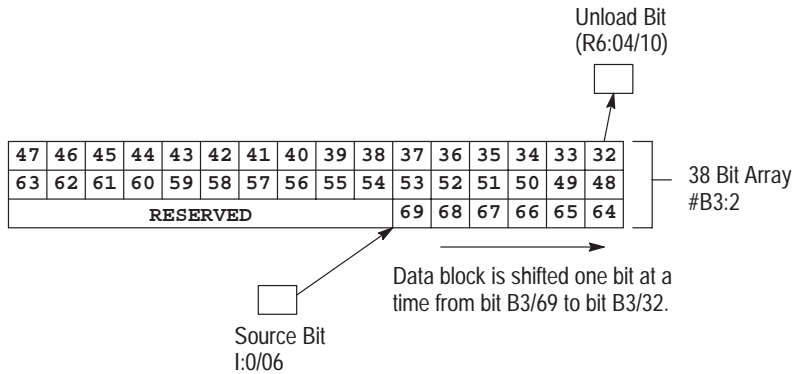 Unload Bit
(R6:04/10)
47 46 45 44 43 42 41 40 39 38 37 36 35 34 33 32
63 62 61 60 59 58 57 56 55 54 53 52 51 50 49 48
RESERVED 69 68 67 66 65 64
38 Bit Array
#B3:2
Data block is shifted one bit at a
time from bit B3/69 to bit B3/32.
Source Bit
I:0/06